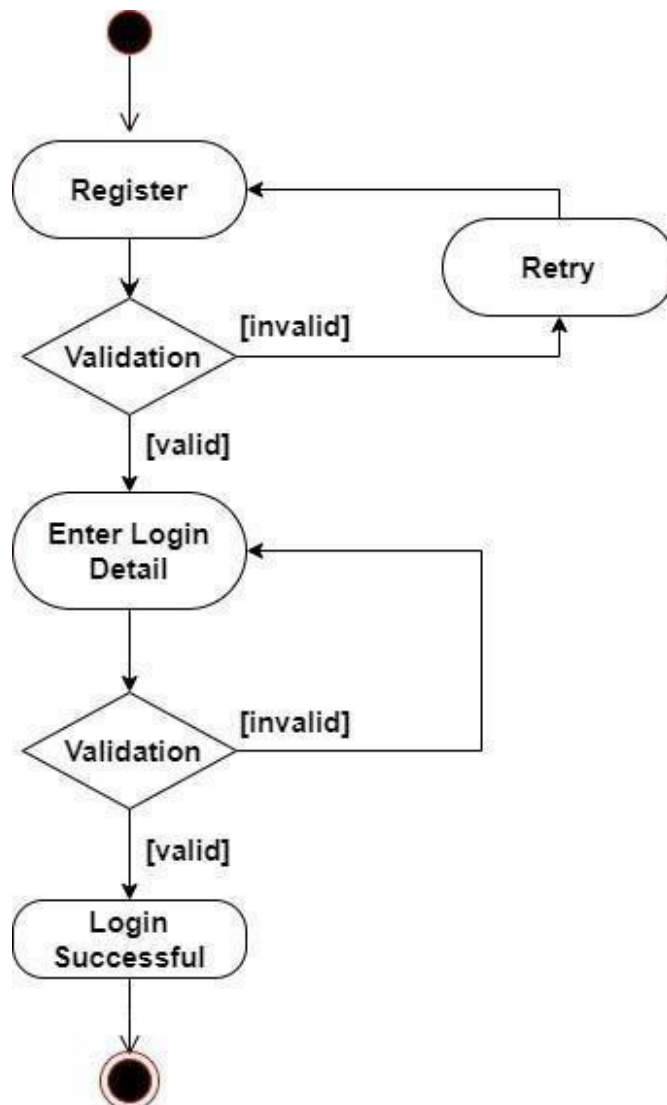 Register
Retry
[invalid]
Validation
[valid]
Enter Login
Detail
[invalid]
Validation
[valid]
Login
Successful